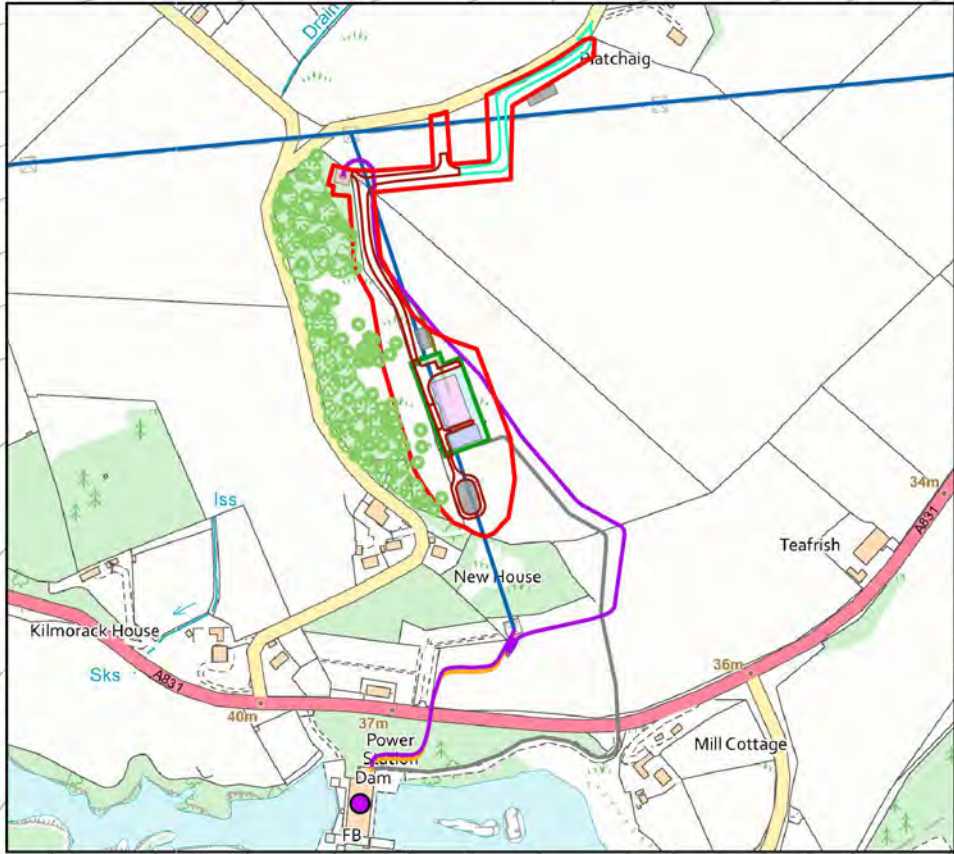 Drain
Platchaig
Iss
34m
A831
Teafrish
New House
Kilmorack House
Sks
A831
36m
40m
37m
Power
Station
Dam
Mill Cottage
FB